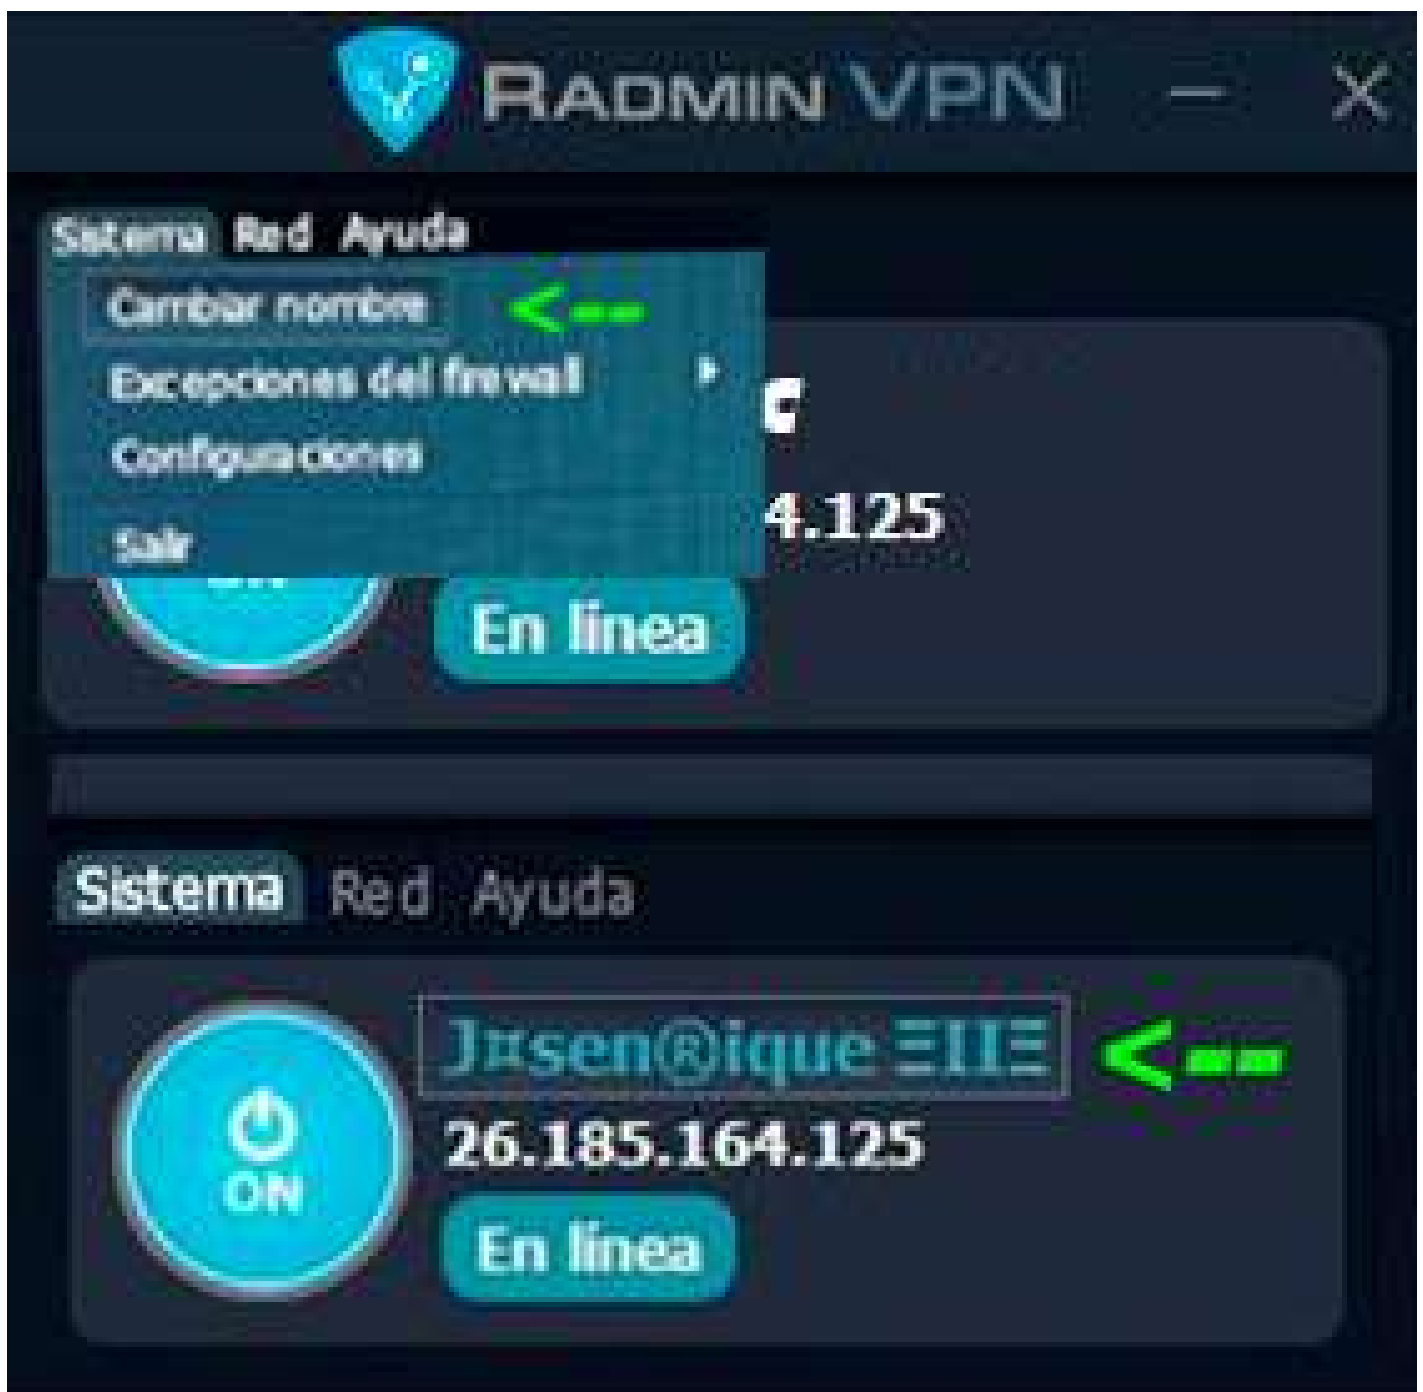 RADMIN VPN
Sistema Red Ayuda
Cambiar nombre <--
Excepciones del firewall
Configuraciones
4.125
Salir
En línea
Sistema Red Ayuda
J¤sen®ique ΞIIΞ <--
26.185.164.125
ON
En línea